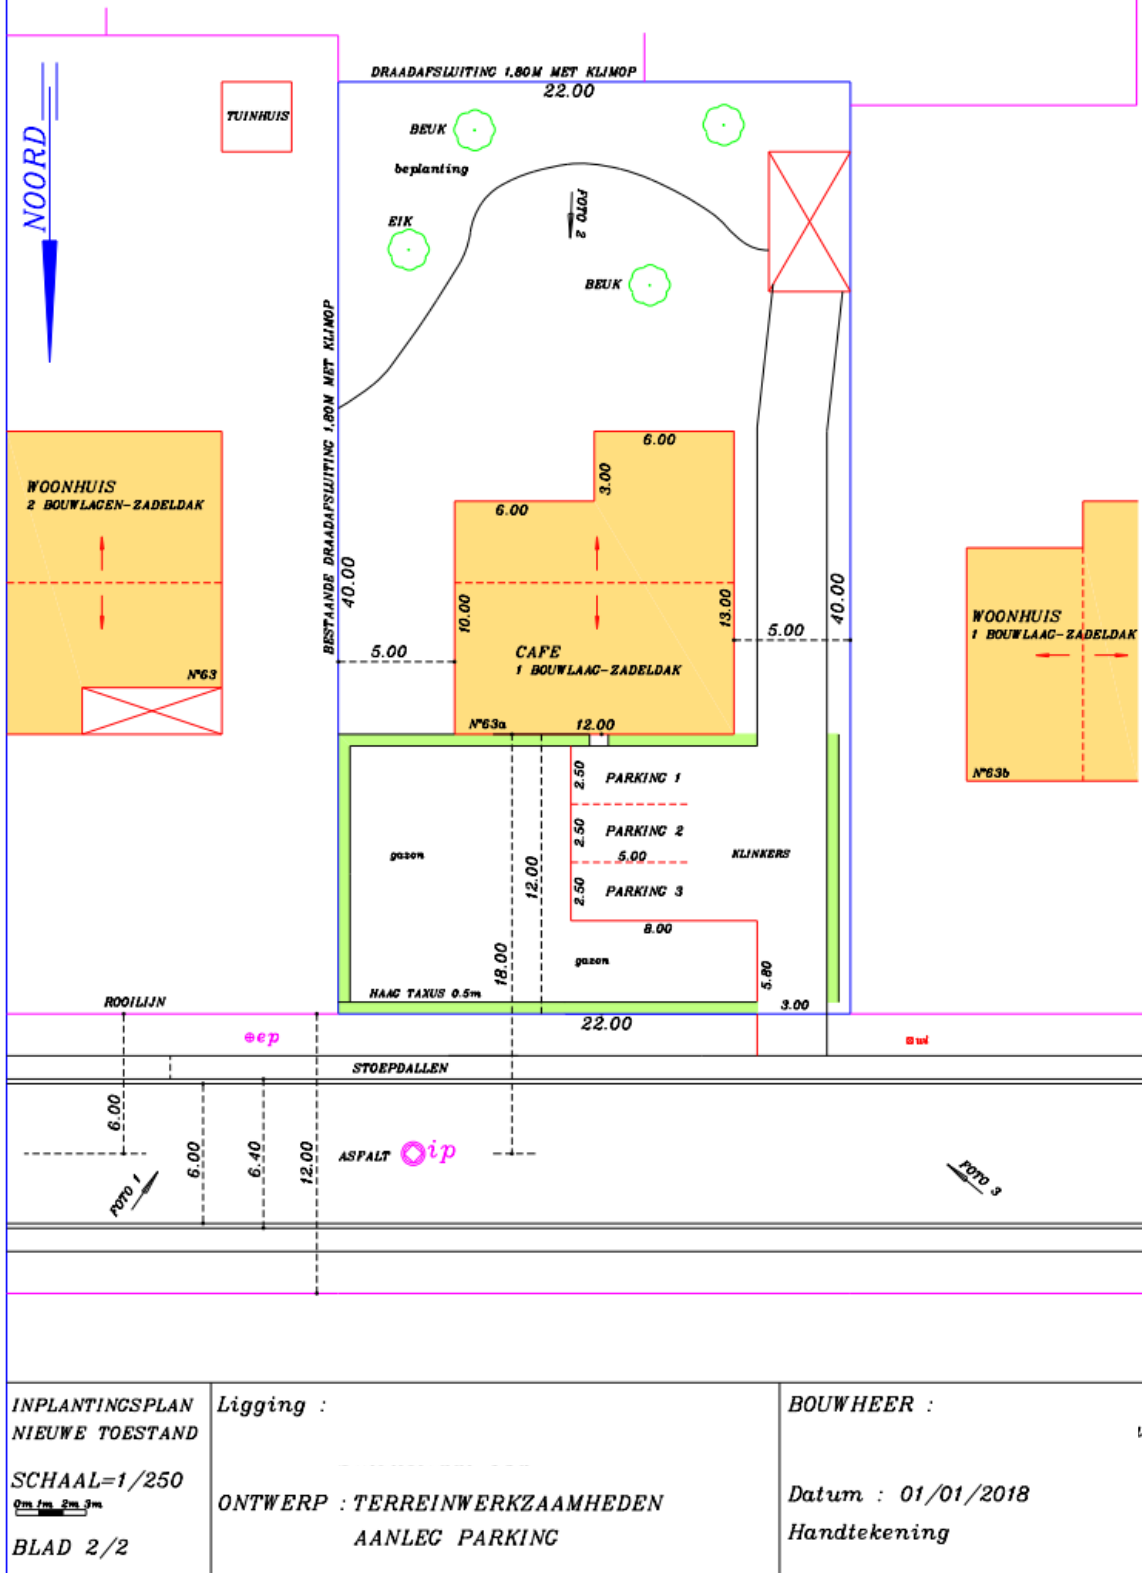 DRAADAFSLUITING 1.80M MET KLIMOP
22.00
TUINHUIS
NOORD
BEUK
beplanting
FOTO 2
EIK
BEUK
BESTAANDE DRAADAFSLUITING 1.80M MET KLIMOP
40.00
WOONHUIS
2 BOUWLAGEN-ZADELDAK
N°63
6.00
3.00
6.00
10.00
13.00
5.00
CAFE
1 BOUWLAAG-ZADELDAK
N°63a
12.00
5.00
40.00
WOONHUIS
1 BOUWLAAG-ZADELDAK
N°63b
2.50
PARKING 1
2.50
PARKING 2
5.00
2.50
PARKING 3
KLINKERS
gazon
12.00
18.00
8.00
gazon
5.80
HAAG TAXUS 0.5m
3.00
ROOILIJN
22.00
ep
wl
STOEPDALLEN
6.00
6.00
6.40
12.00
ASFALT
ip
FOTO 1
FOTO 3
INPLANTINGSPLAN
NIEUWE TOESTAND
SCHAAL=1/250
0m 1m 2m 3m
BLAD 2/2
Ligging :
ONTWERP : TERREINWERKZAAMHEDEN
AANLEG PARKING
BOUWHEER :
Datum : 01/01/2018
Handtekening